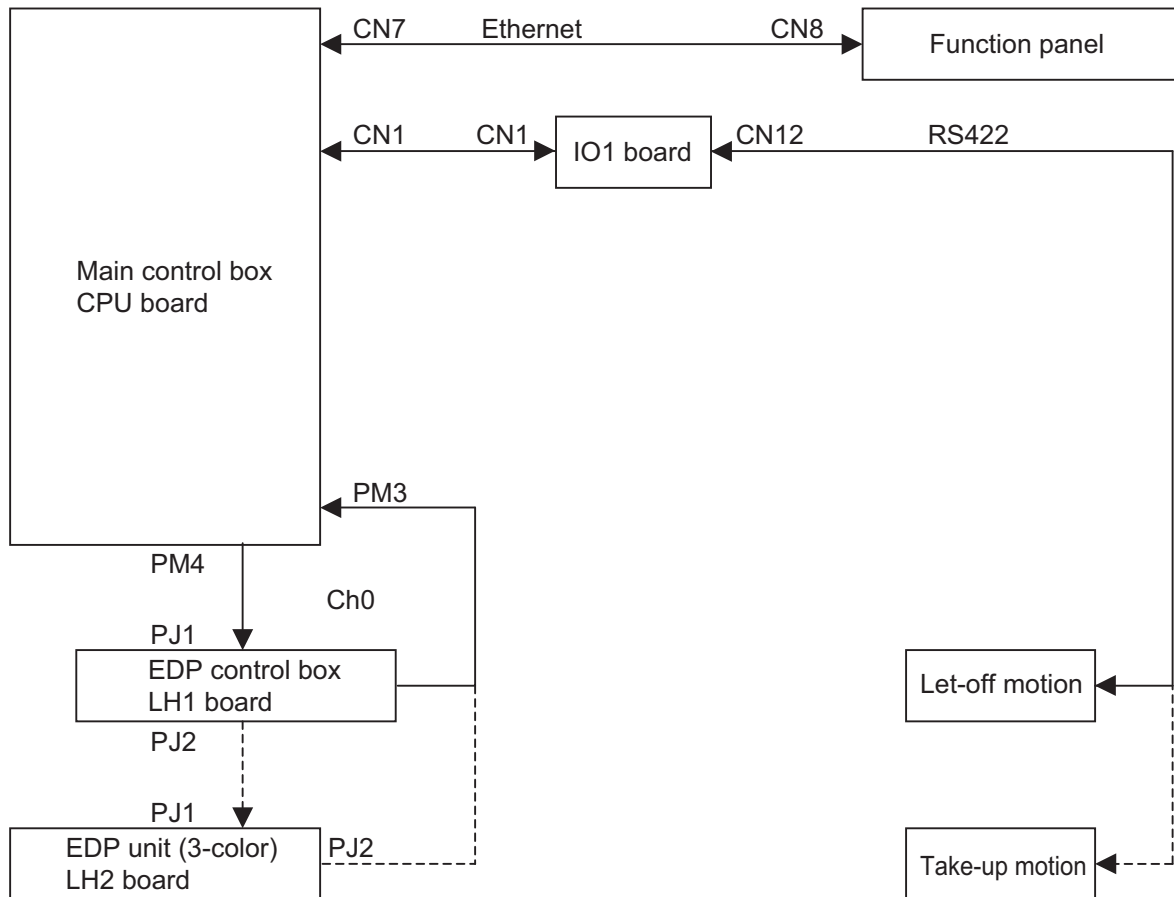 CN7 Ethernet CN8
Function panel
CN1 CN1
IO1 board
CN12 RS422
Main control box
CPU board
PM3
PM4
Ch0
PJ1
EDP control box
LH1 board
Let-off motion
PJ2
PJ1
EDP unit (3-color)
LH2 board
PJ2
Take-up motion